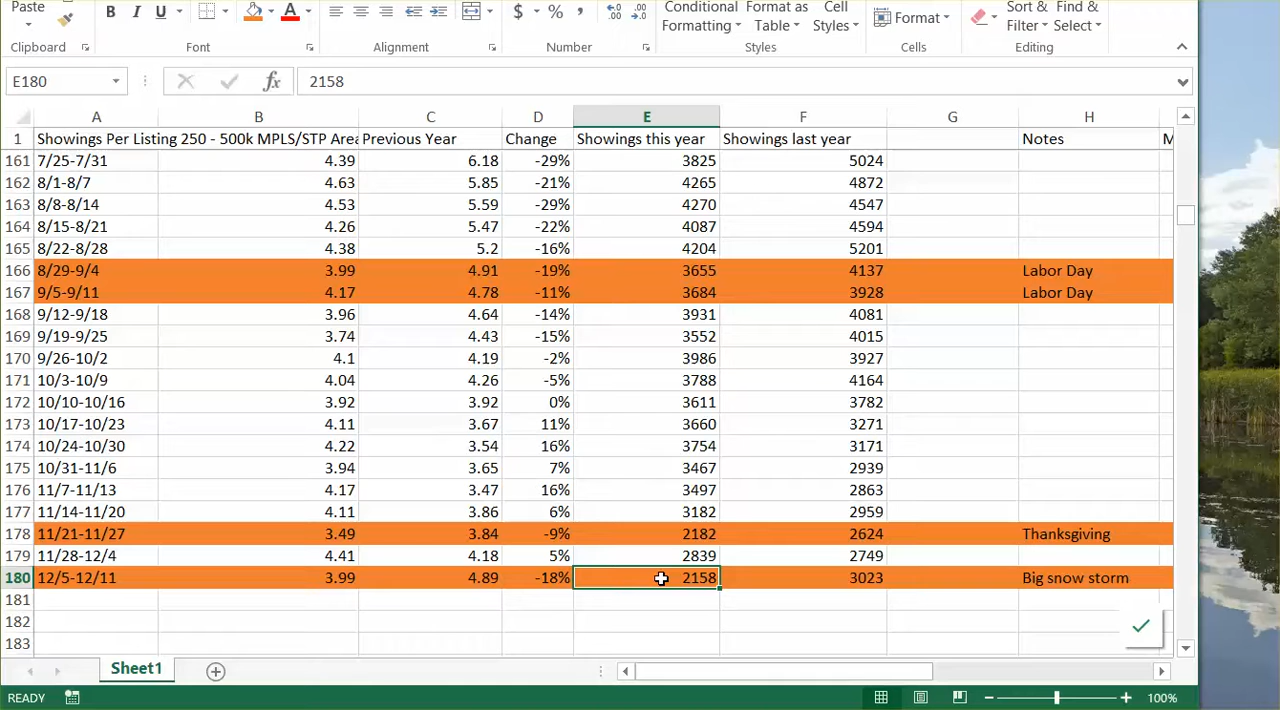 Paste
B I U
$ % ,
Conditional Formatting
Format as Table
Cell Styles
Format
Sort & Filter
Find & Select
Clipboard Font Alignment Number Styles Cells Editing
E180 fx 2158
A B C D E F G H
1 Showings Per Listing 250 - 500k MPLS/STP Area Previous Year Change Showings this year Showings last year Notes M
161 7/25-7/31 4.39 6.18 -29% 3825 5024
162 8/1-8/7 4.63 5.85 -21% 4265 4872
163 8/8-8/14 4.53 5.59 -29% 4270 4547
164 8/15-8/21 4.26 5.47 -22% 4087 4594
165 8/22-8/28 4.38 5.2 -16% 4204 5201
166 8/29-9/4 3.99 4.91 -19% 3655 4137 Labor Day
167 9/5-9/11 4.17 4.78 -11% 3684 3928 Labor Day
168 9/12-9/18 3.96 4.64 -14% 3931 4081
169 9/19-9/25 3.74 4.43 -15% 3552 4015
170 9/26-10/2 4.1 4.19 -2% 3986 3927
171 10/3-10/9 4.04 4.26 -5% 3788 4164
172 10/10-10/16 3.92 3.92 0% 3611 3782
173 10/17-10/23 4.11 3.67 11% 3660 3271
174 10/24-10/30 4.22 3.54 16% 3754 3171
175 10/31-11/6 3.94 3.65 7% 3467 2939
176 11/7-11/13 4.17 3.47 16% 3497 2863
177 11/14-11/20 4.11 3.86 6% 3182 2959
178 11/21-11/27 3.49 3.84 -9% 2182 2624 Thanksgiving
179 11/28-12/4 4.41 4.18 5% 2839 2749
180 12/5-12/11 3.99 4.89 -18% 2158 3023 Big snow storm
181
182
183
Sheet1
READY 100%